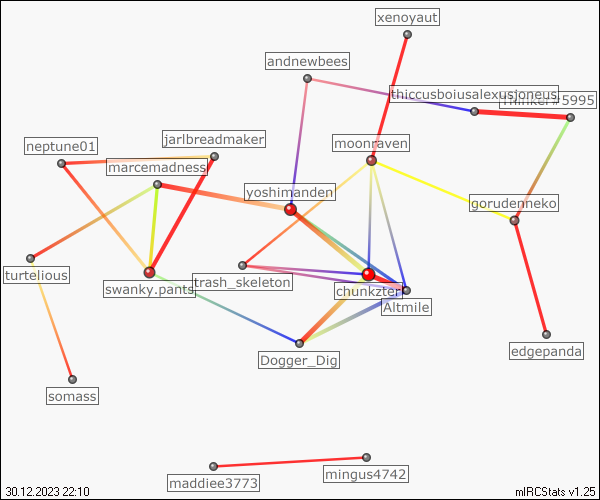 xenoyaut
andnewbees
thiccusboiusalexusjoneus
5995
jarlbreadmaker
neptune01
moonraven
marcemadness
yoshimanden
gorudenneko
turtelious
swanky.pants
trash_skeleton
chunkzter
Altmile
Dogger_Dig
edgepanda
somass
mingus4742
maddiee3773
30.12.2023 22:10
mIRCStats v1.25